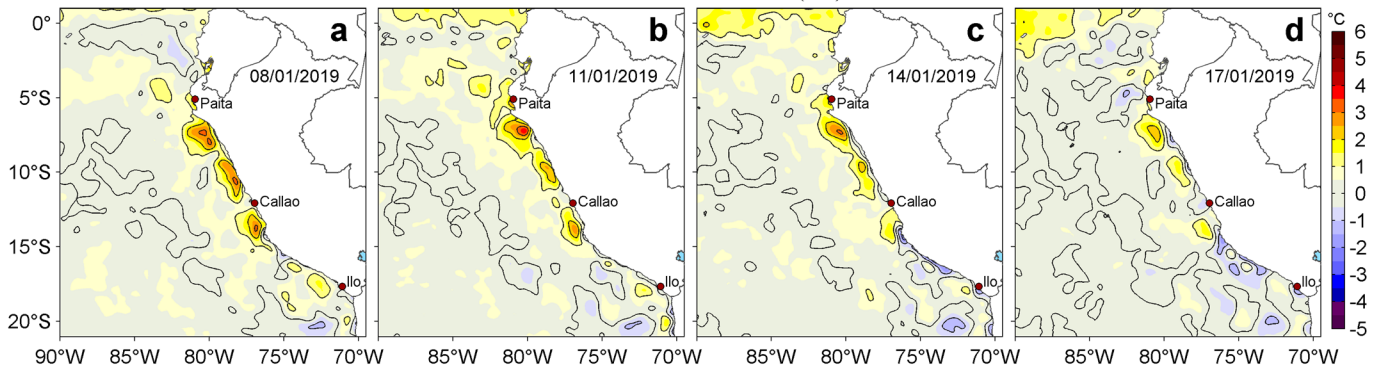 a b c d
°C
0°
5°S
10°S
15°S
20°S
90°W 85°W 80°W 75°W 70°W
85°W 80°W 75°W 70°W
85°W 80°W 75°W 70°W
85°W 80°W 75°W 70°W
08/01/2019
Paita
Callao
Ilo
11/01/2019
Paita
Callao
Ilo
14/01/2019
Paita
Callao
Ilo
17/01/2019
Paita
Callao
Ilo
6
5
4
3
2
1
0
-1
-2
-3
-4
-5